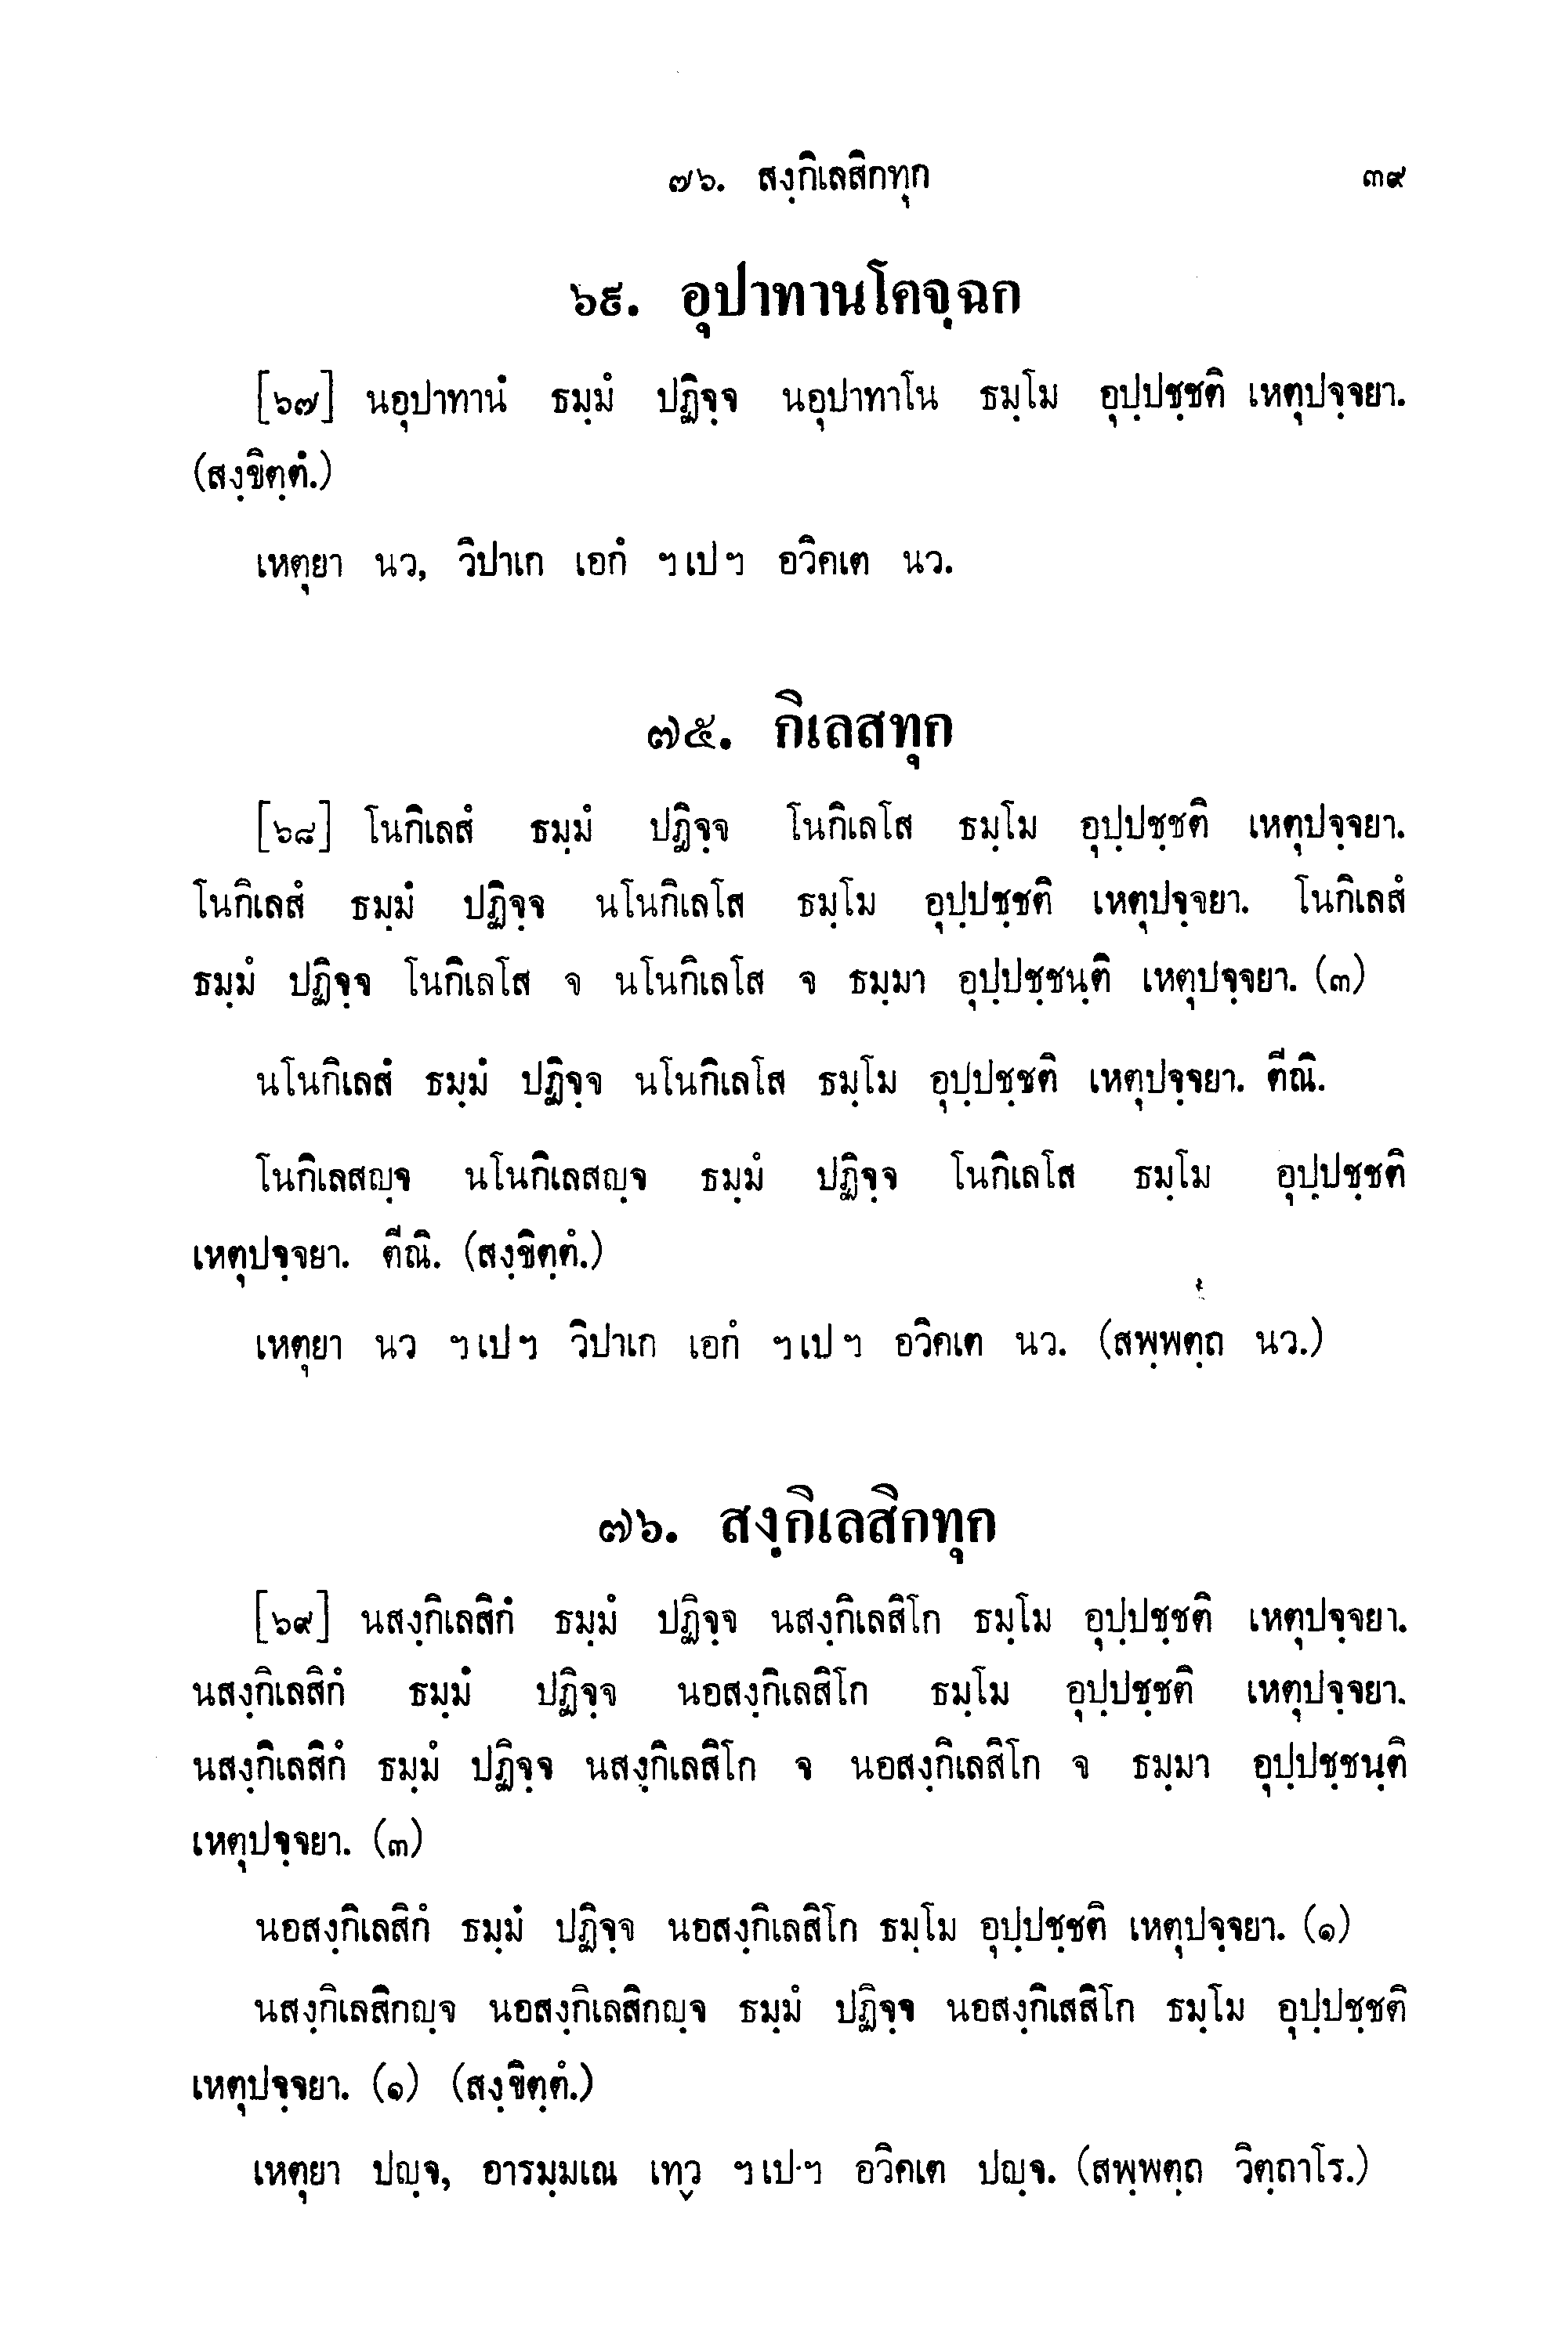 ๗๖. สงฺกิเลสิกทุก ๓๙
๖๙. อุปาทานโคจฺฉก
[๖๗] นอุปาทานํ ธมฺมํ ปฏิจฺจ นอุปาทาโน ธมฺโม อุปฺปชฺชติ เหตุปจฺจยา.
(สงฺขิตฺตํ.)
เหตุยา นว, วิปาเก เอกํ ฯ เป ฯ อวิคเต นว.
๗๕. กิเลสทุก
[๖๘] โนกิเลสํ ธมฺมํ ปฏิจฺจ โนกิเลโส ธมฺโม อุปฺปชฺชติ เหตุปจฺจยา.
โนกิเลสํ ธมฺมํ ปฏิจฺจ นโนกิเลโส ธมฺโม อุปฺปชฺชติ เหตุปจฺจยา. โนกิเลสํ
ธมฺมํ ปฏิจฺจ โนกิเลโส จ นโนกิเลโส จ ธมฺมา อุปฺปชฺชนฺติ เหตุปจฺจยา. (๓)
นโนกิเลสํ ธมฺมํ ปฏิจฺจ นโนกิเลโส ธมฺโม อุปฺปชฺชติ เหตุปจฺจยา. ตีณิ.
โนกิเลสญฺจ นโนกิเลสญฺจ ธมฺมํ ปฏิจฺจ โนกิเลโส ธมฺโม อุปฺปชฺชติ
เหตุปจฺจยา. ตีณิ. (สงฺขิตฺตํ.)
เหตุยา นว ฯ เป ฯ วิปาเก เอกํ ฯ เป ฯ อวิคเต นว. (สพฺพตฺถ นว.)
๗๖. สงฺกิเลสิกทุก
[๖๙] นสงฺกิเลสิกํ ธมฺมํ ปฏิจฺจ นสงฺกิเลสิโก ธมฺโม อุปฺปชฺชติ เหตุปจฺจยา.
นสงฺกิเลสิกํ ธมฺมํ ปฏิจฺจ นอสงฺกิเลสิโก ธมฺโม อุปฺปชฺชติ เหตุปจฺจยา.
นสงฺกิเลสิกํ ธมฺมํ ปฏิจฺจ นสงฺกิเลสิโก จ นอสงฺกิเลสิโก จ ธมฺมา อุปฺปชฺชนฺติ
เหตุปจฺจยา. (๓)
นอสงฺกิเลสิกํ ธมฺมํ ปฏิจฺจ นอสงฺกิเลสิโก ธมฺโม อุปฺปชฺชติ เหตุปจฺจยา. (๑)
นสงฺกิเลสิกญฺจ นอสงฺกิเลสิกญฺจ ธมฺมํ ปฏิจฺจ นอสงฺกิเสสิโก ธมฺโม อุปฺปชฺชติ
เหตุปจฺจยา. (๑) (สงฺขิตฺตํ.)
เหตุยา ปญฺจ, อารมฺมเณ เทฺว ฯ เป ฯ อวิคเต ปญฺจ. (สพฺพตฺถ วิตฺถาโร.)